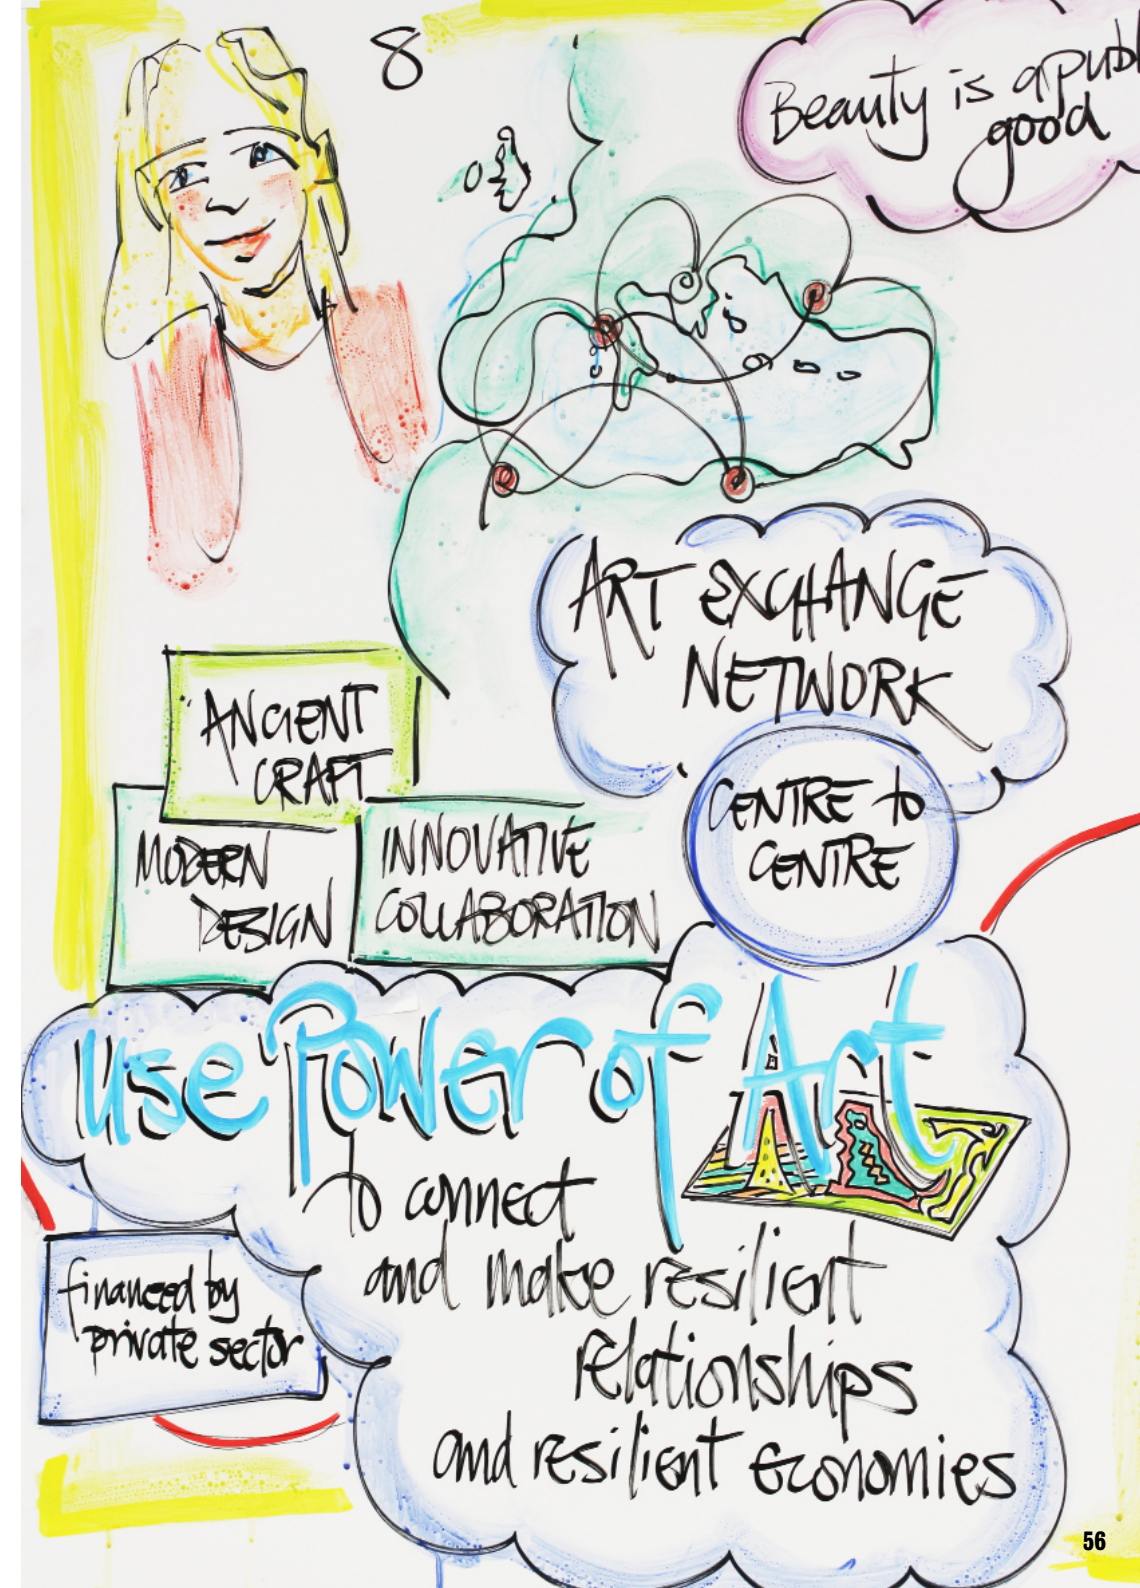 8
Beauty is a publ
good
ART EXCHANGE
NETWORK
CENTRE to
CENTRE
ANCIENT
CRAFT
MODERN
DESIGN
INNOVATIVE
COLLABORATION
use Power of Art
to connect
and make resilient
relationships
and resilient economies
financed by
private sector
56